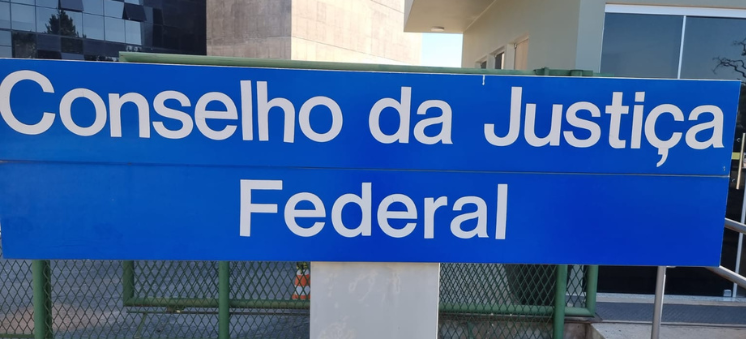 Conselho da Justiça
Federal